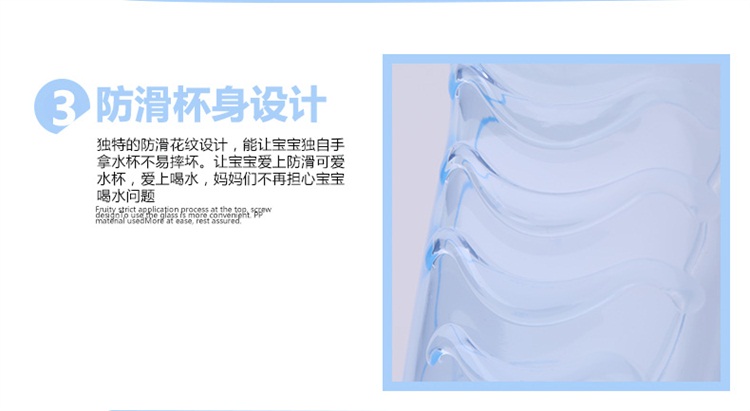 3 防滑杯身设计
独特的防滑花纹设计，能让宝宝独自手
拿水杯不易摔坏。让宝宝爱上防滑可爱
水杯，爱上喝水，妈妈们不再担心宝宝
喝水问题
Fruity strict application process at the top, screw
designTo use the glass is more convenient. PP
material usedMore at ease, rest assured.